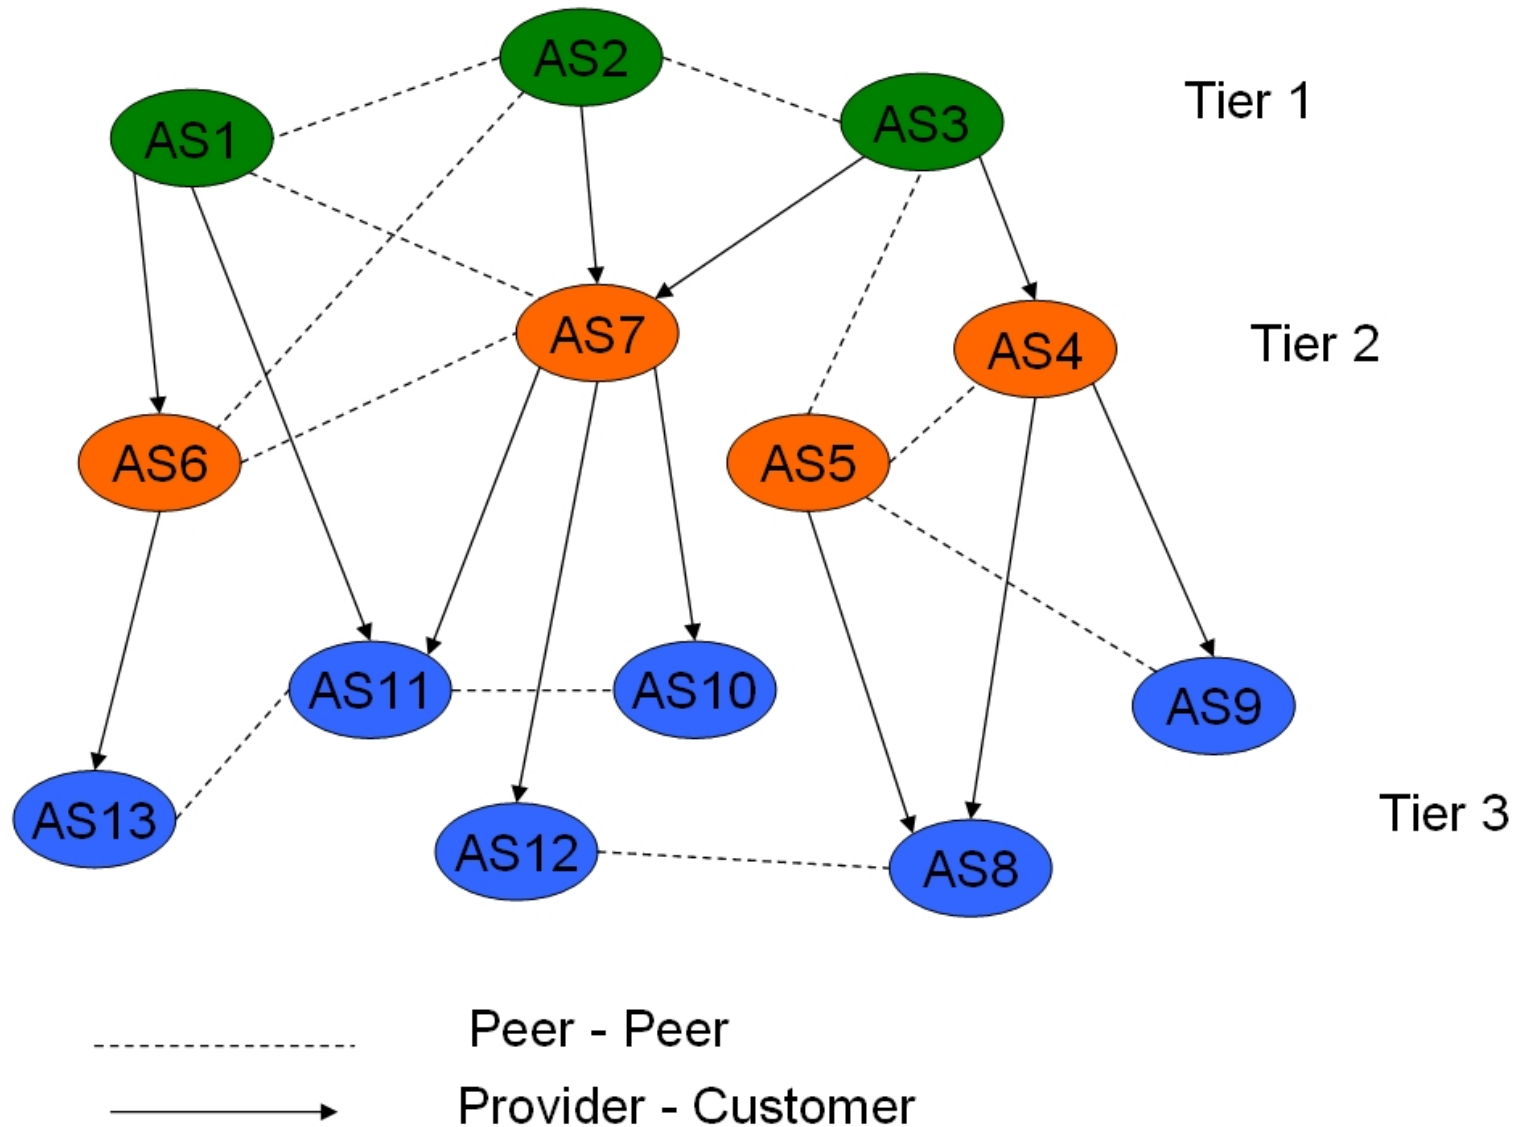 AS2
Tier 1
AS3
AS1
AS7
Tier 2
AS4
AS6
AS5
AS11
AS10
AS9
Tier 3
AS13
AS12
AS8
Peer - Peer
Provider - Customer